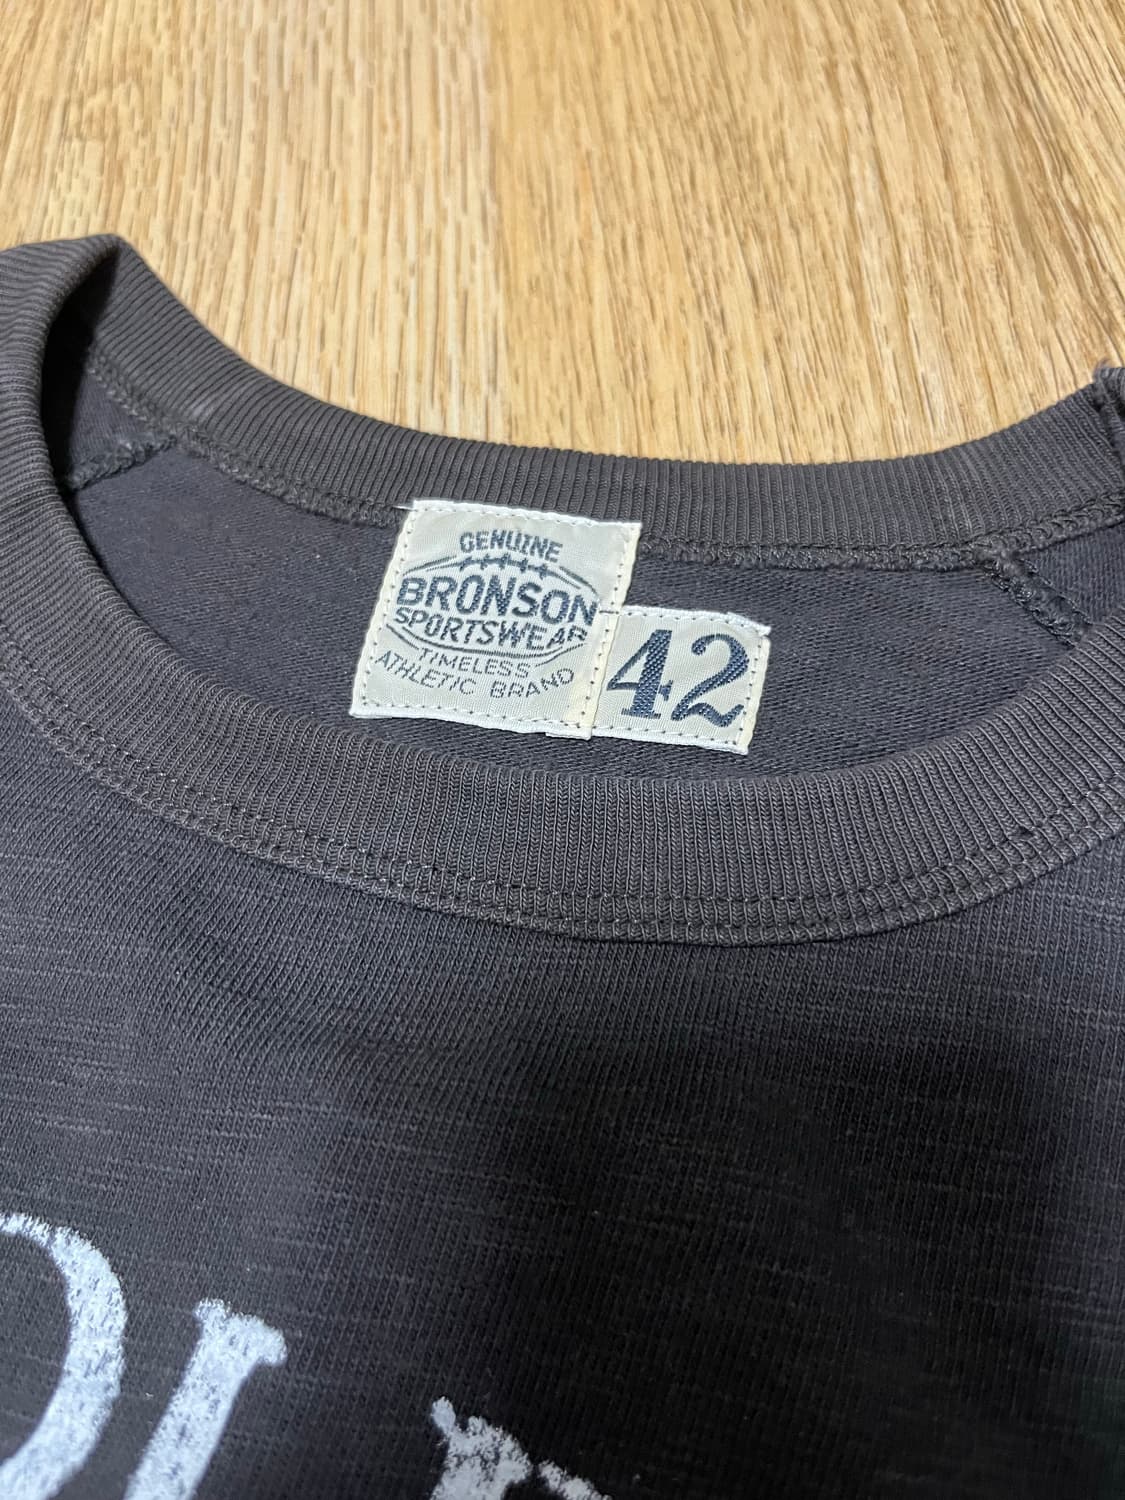 GENUINE
BRONSON
SPORTSWEAR
TIMELESS
ATHLETIC BRAND
42